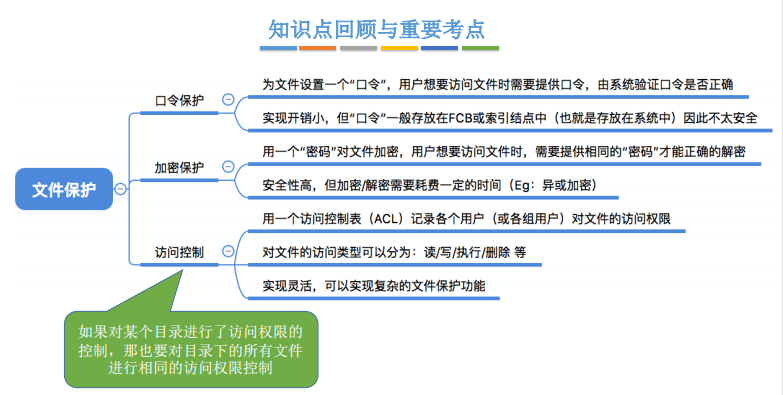 知识点回顾与重要考点
口令保护
为文件设置一个“口令”，用户想要访问文件时需要提供口令，由系统验证口令是否正确
实现开销小，但“口令”一般存放在FCB或索引结点中（也就是存放在系统中）因此不太安全
文件保护
加密保护
用一个“密码”对文件加密，用户想要访问文件时，需要提供相同的“密码”才能正确的解密
安全性高，但加密/解密需要耗费一定的时间（Eg：异或加密）
访问控制
用一个访问控制表（ACL）记录各个用户（或各组用户）对文件的访问权限
对文件的访问类型可以分为：读/写/执行/删除 等
实现灵活，可以实现复杂的文件保护功能
如果对某个目录进行了访问权限的
控制，那也要对目录下的所有文件
进行相同的访问权限控制